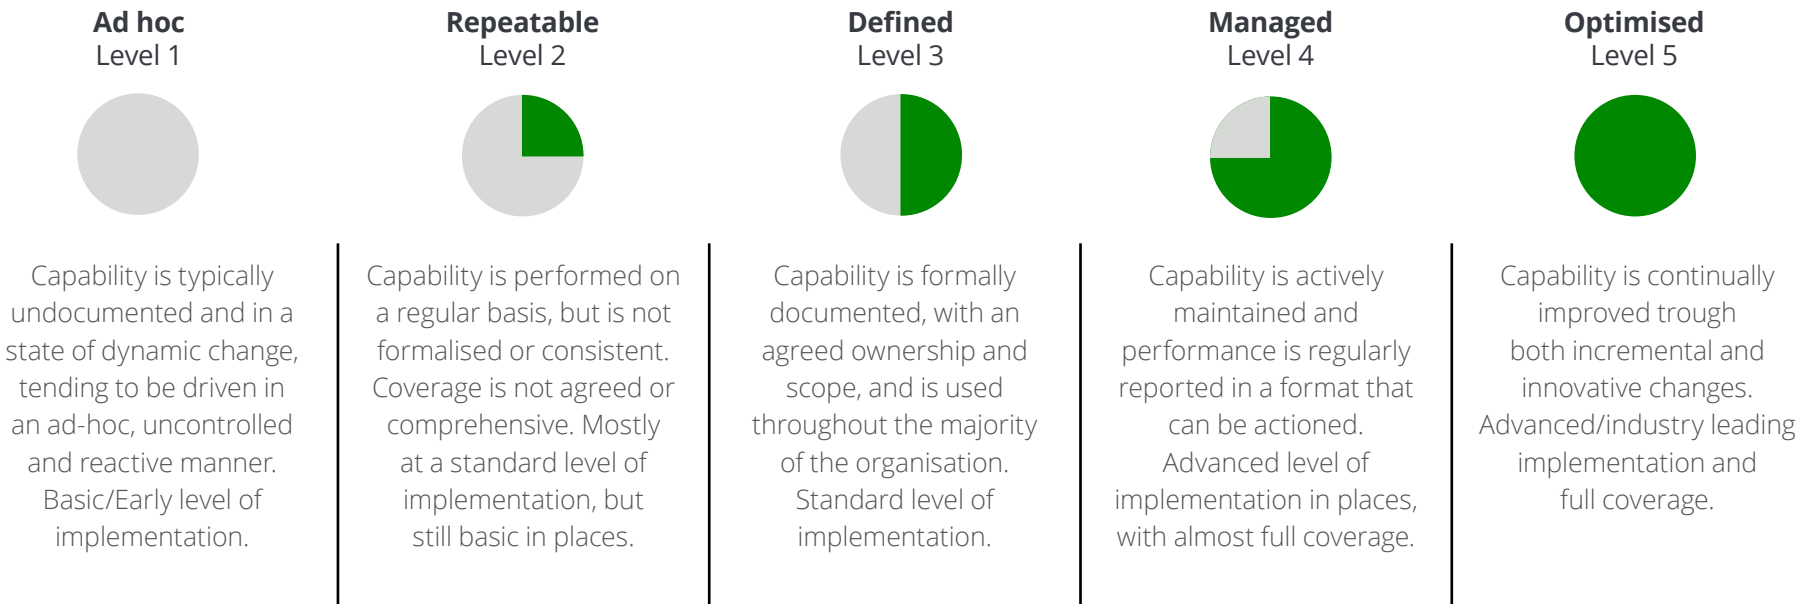 Ad hoc
Level 1
Capability is typically
undocumented and in a
state of dynamic change,
tending to be driven in
an ad-hoc, uncontrolled
and reactive manner.
Basic/Early level of
implementation.
Repeatable
Level 2
Capability is performed on
a regular basis, but is not
formalised or consistent.
Coverage is not agreed or
comprehensive. Mostly
at a standard level of
implementation, but
still basic in places.
Defined
Level 3
Capability is formally
documented, with an
agreed ownership and
scope, and is used
throughout the majority
of the organisation.
Standard level of
implementation.
Managed
Level 4
Capability is actively
maintained and
performance is regularly
reported in a format that
can be actioned.
Advanced level of
implementation in places,
with almost full coverage.
Optimised
Level 5
Capability is continually
improved trough
both incremental and
innovative changes.
Advanced/industry leading
implementation and
full coverage.